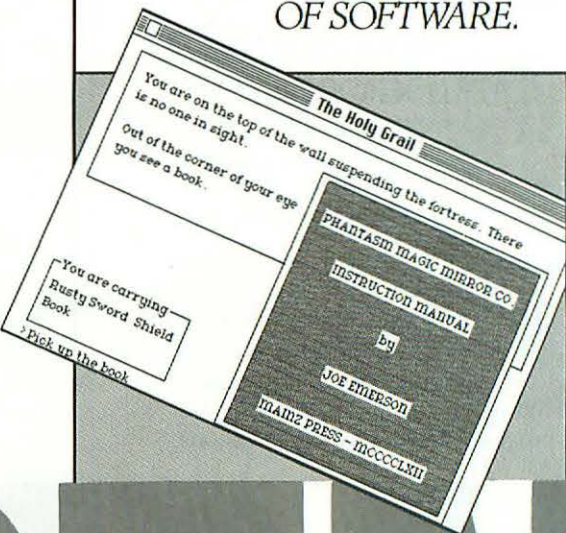 OF SOFTWARE.
The Holy Grail
You are on the top of the wall suspending the fortress. There
is no one in sight.
Out of the corner of your eye
you see a book.
You are carrying
Rusty Sword Shield
Book
>Pick up the book
PHANTASM MAGIC MIRROR CO.
INSTRUCTION MANUAL
by
JOE EMERSON
MAINZ PRESS - MCCCCLXII